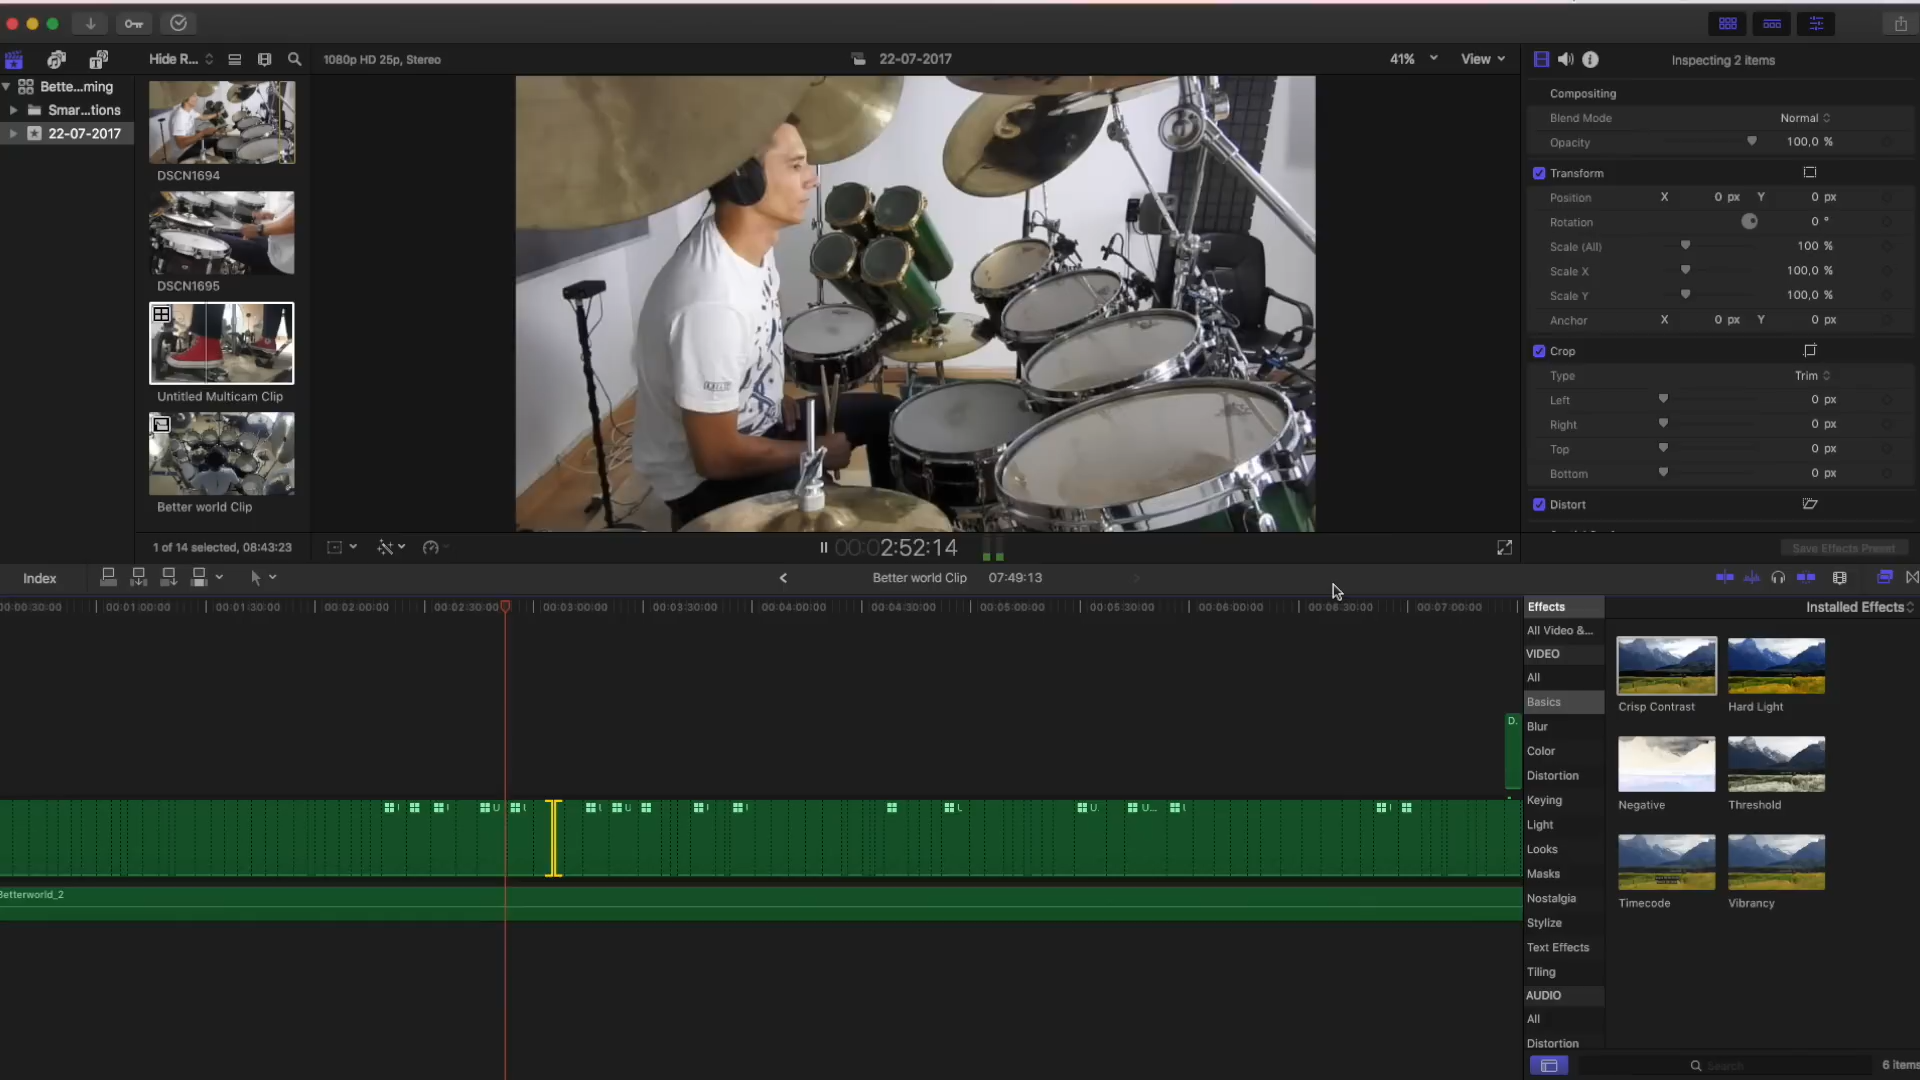 Hide R...
1080p HD 25p, Stereo
22-07-2017
41%
View
Inspecting 2 items
Bette...ming
Smar...tions
22-07-2017
DSCN1694
DSCN1695
Untitled Multicam Clip
Better world Clip
1 of 14 selected, 08:43:23
00:02:52:14
Compositing
Blend Mode Normal
Opacity 100,0 %
Transform
Position X 0 px Y 0 px
Rotation 0 °
Scale (All) 100 %
Scale X 100,0 %
Scale Y 100,0 %
Anchor X 0 px Y 0 px
Crop
Type Trim
Left 0 px
Right 0 px
Top 0 px
Bottom 0 px
Distort
Save Effects Preset
Index
Better world Clip 07:49:13
00:00:30:00 00:01:00:00 00:01:30:00 00:02:00:00 00:02:30:00 00:03:00:00 00:03:30:00 00:04:00:00 00:04:30:00 00:05:00:00 00:05:30:00 00:06:00:00 00:06:30:00 00:07:00:00
D.
U U L U U...
Betterworld_2
Effects
Installed Effects
All Video &...
VIDEO
All
Basics
Blur
Color
Distortion
Keying
Light
Looks
Masks
Nostalgia
Stylize
Text Effects
Tiling
AUDIO
All
Distortion
Crisp Contrast
Hard Light
Negative
Threshold
Timecode
Vibrancy
Search
6 items